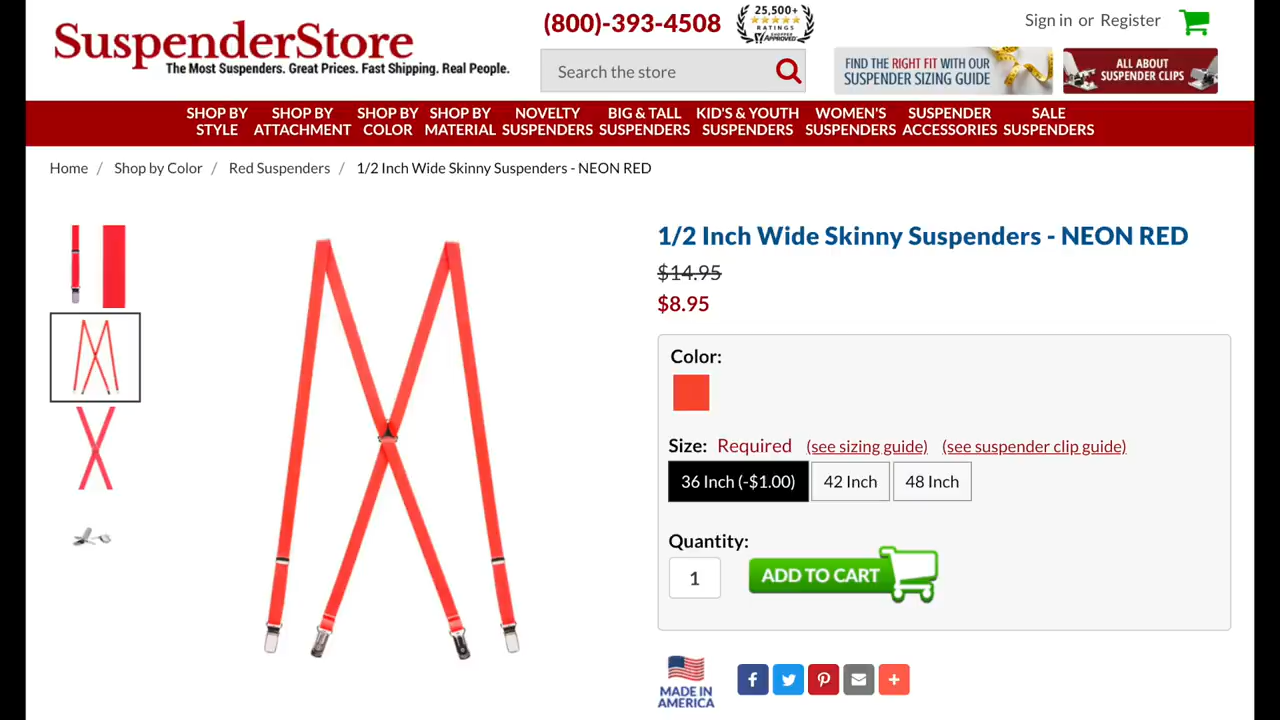 SuspenderStore
The Most Suspenders. Great Prices. Fast Shipping. Real People.
(800)-393-4508
25,500+
RATINGS
SHOPPER
APPROVED
Sign in or Register
Search the store
FIND THE RIGHT FIT WITH OUR
SUSPENDER SIZING GUIDE
ALL ABOUT
SUSPENDER CLIPS
SHOP BY
STYLE
SHOP BY
ATTACHMENT
SHOP BY
COLOR
SHOP BY
MATERIAL
NOVELTY
SUSPENDERS
BIG & TALL
SUSPENDERS
KID'S & YOUTH
SUSPENDERS
WOMEN'S
SUSPENDERS
SUSPENDER
ACCESSORIES
SALE
SUSPENDERS
Home / Shop by Color / Red Suspenders / 1/2 Inch Wide Skinny Suspenders - NEON RED
1/2 Inch Wide Skinny Suspenders - NEON RED
$14.95
$8.95
Color:
Size: Required (see sizing guide) (see suspender clip guide)
36 Inch (-$1.00) 42 Inch 48 Inch
Quantity:
1
ADD TO CART
MADE IN
AMERICA